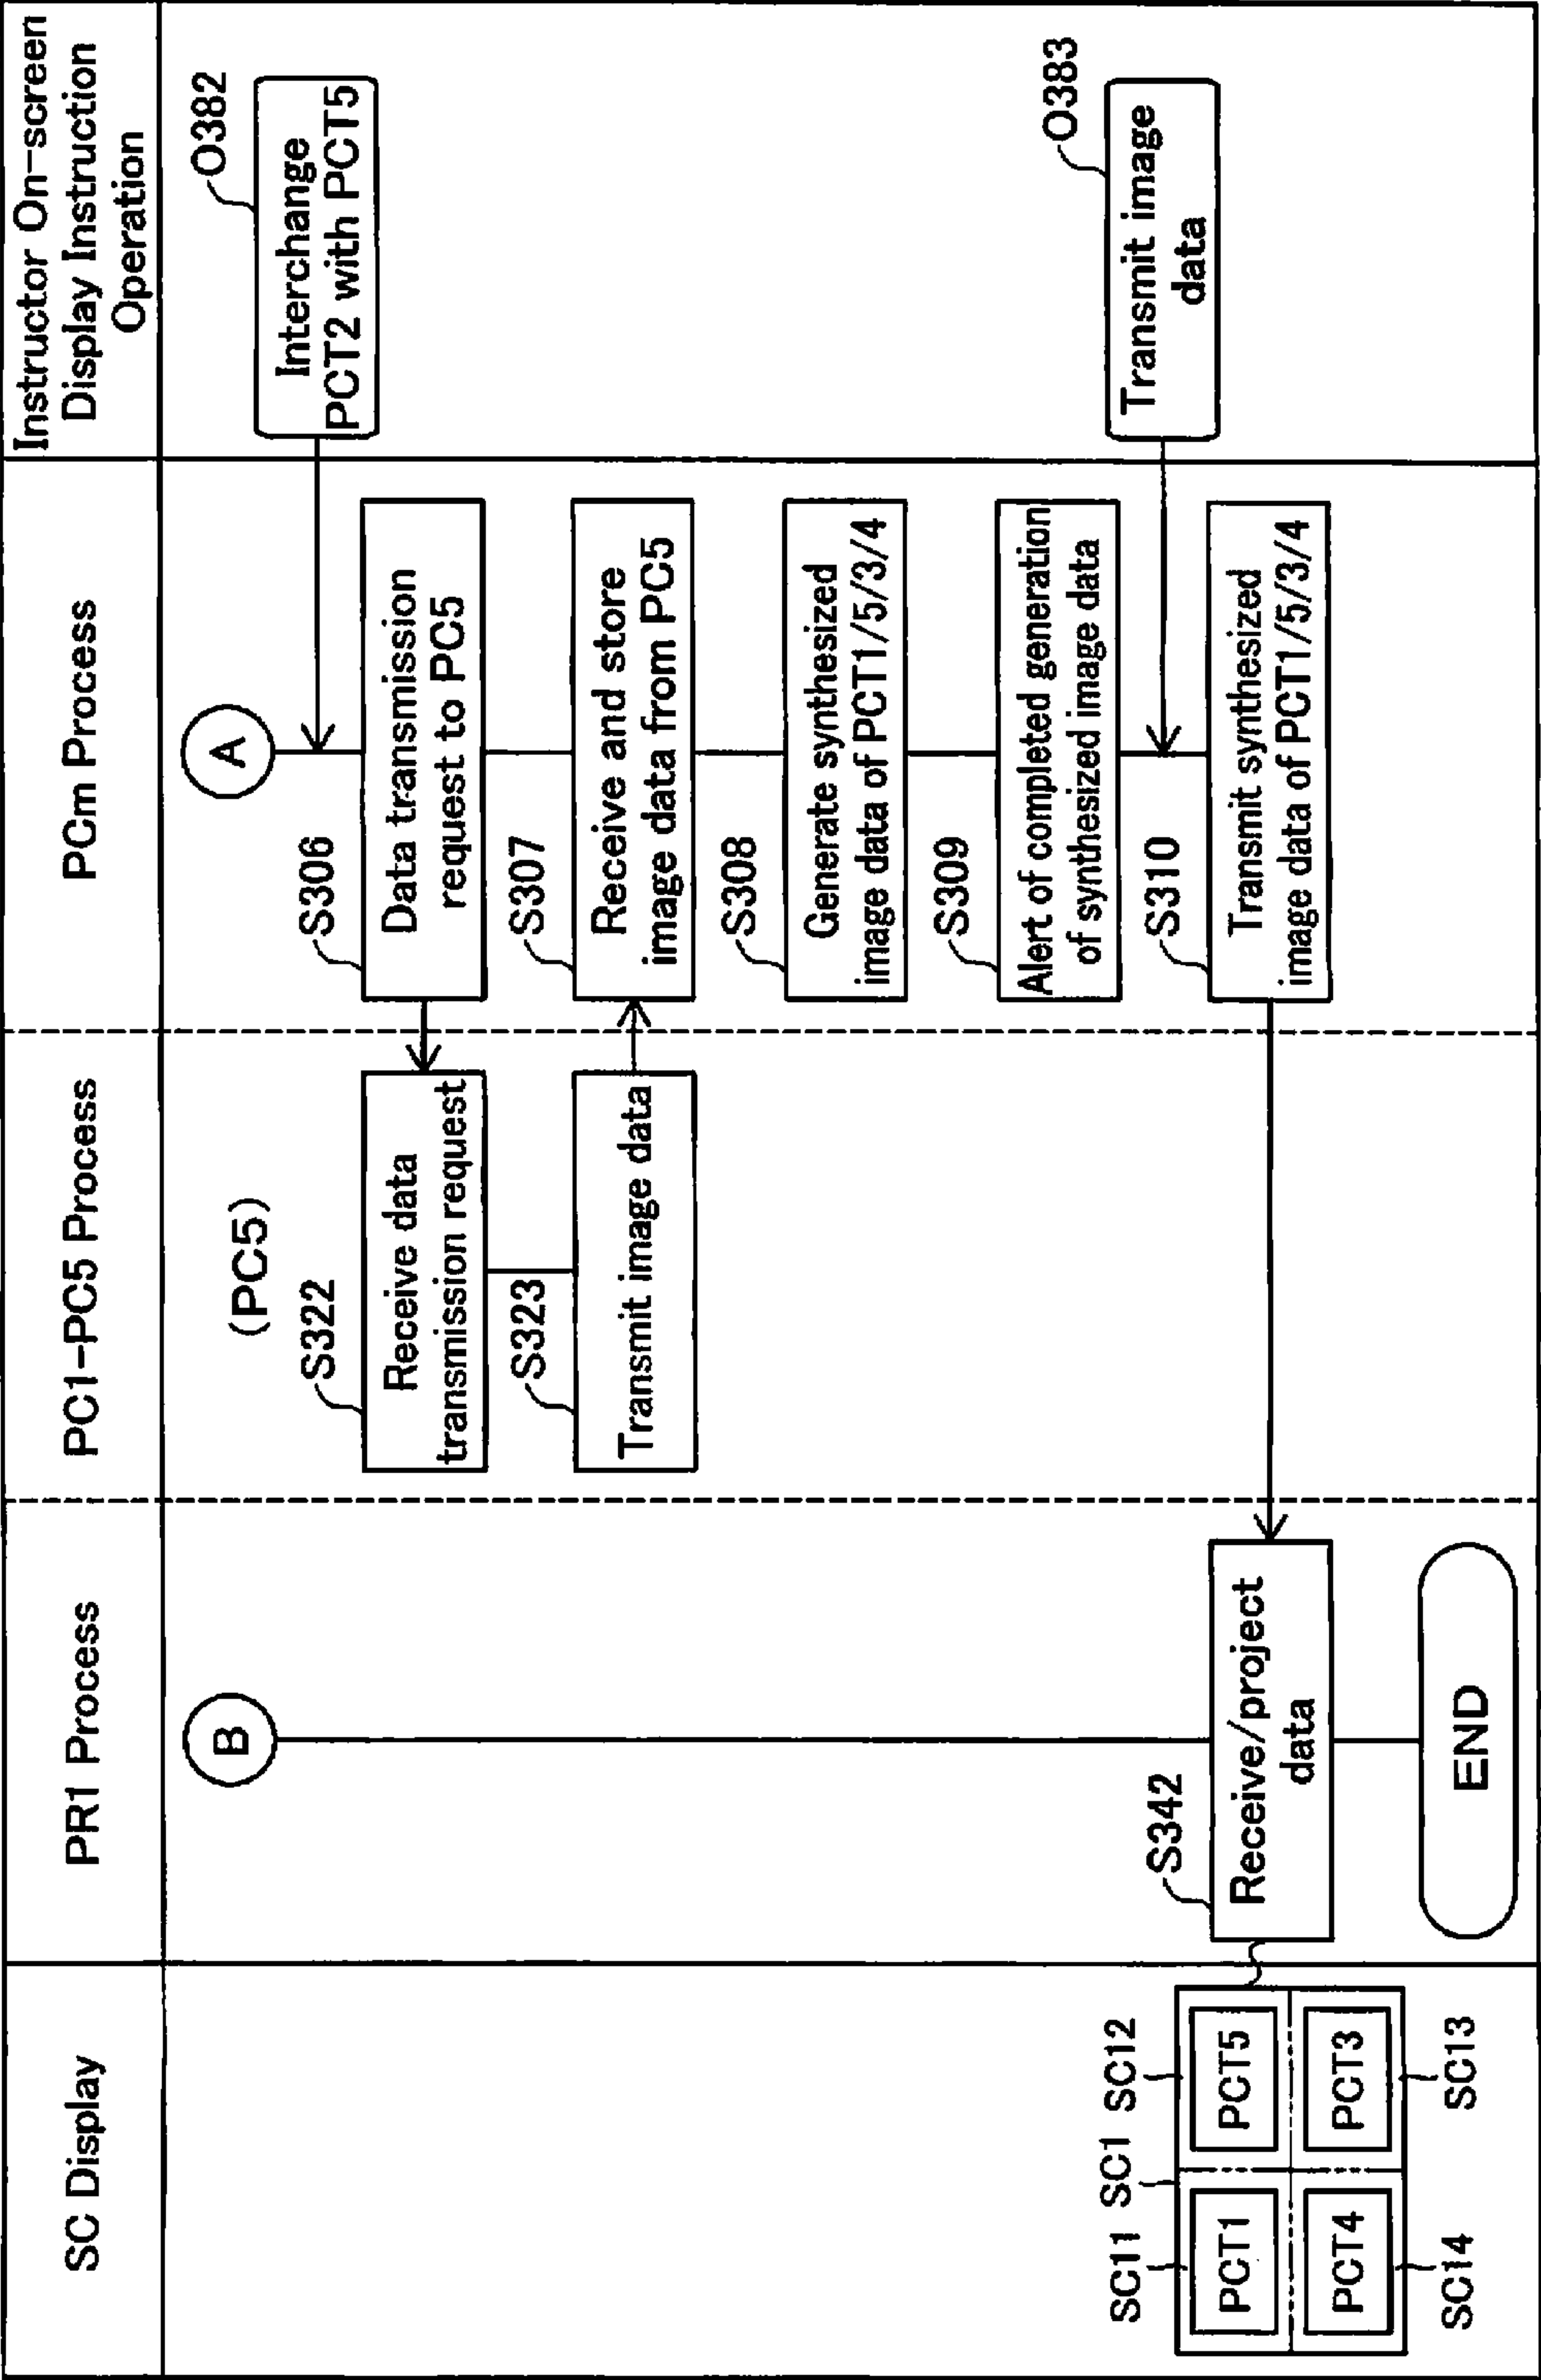 SC Display
PR1 Process
PC1-PC5 Process
PCm Process
Instructor On-screen
Display Instruction
Operation
B
(PC5)
A
O382
Interchange
PCT2 with PCT5
S322
Receive data
transmission request
S306
Data transmission
request to PC5
S323
Transmit image data
S307
Receive and store
image data from PC5
S308
Generate synthesized
image data of PCT1/5/3/4
S309
Alert of completed generation
of synthesized image data
O383
Transmit image
data
S310
Transmit synthesized
image data of PCT1/5/3/4
S342
Receive/project
data
SC11 SC1 SC12
PCT1 PCT5
PCT4 PCT3
SC14 SC13
END